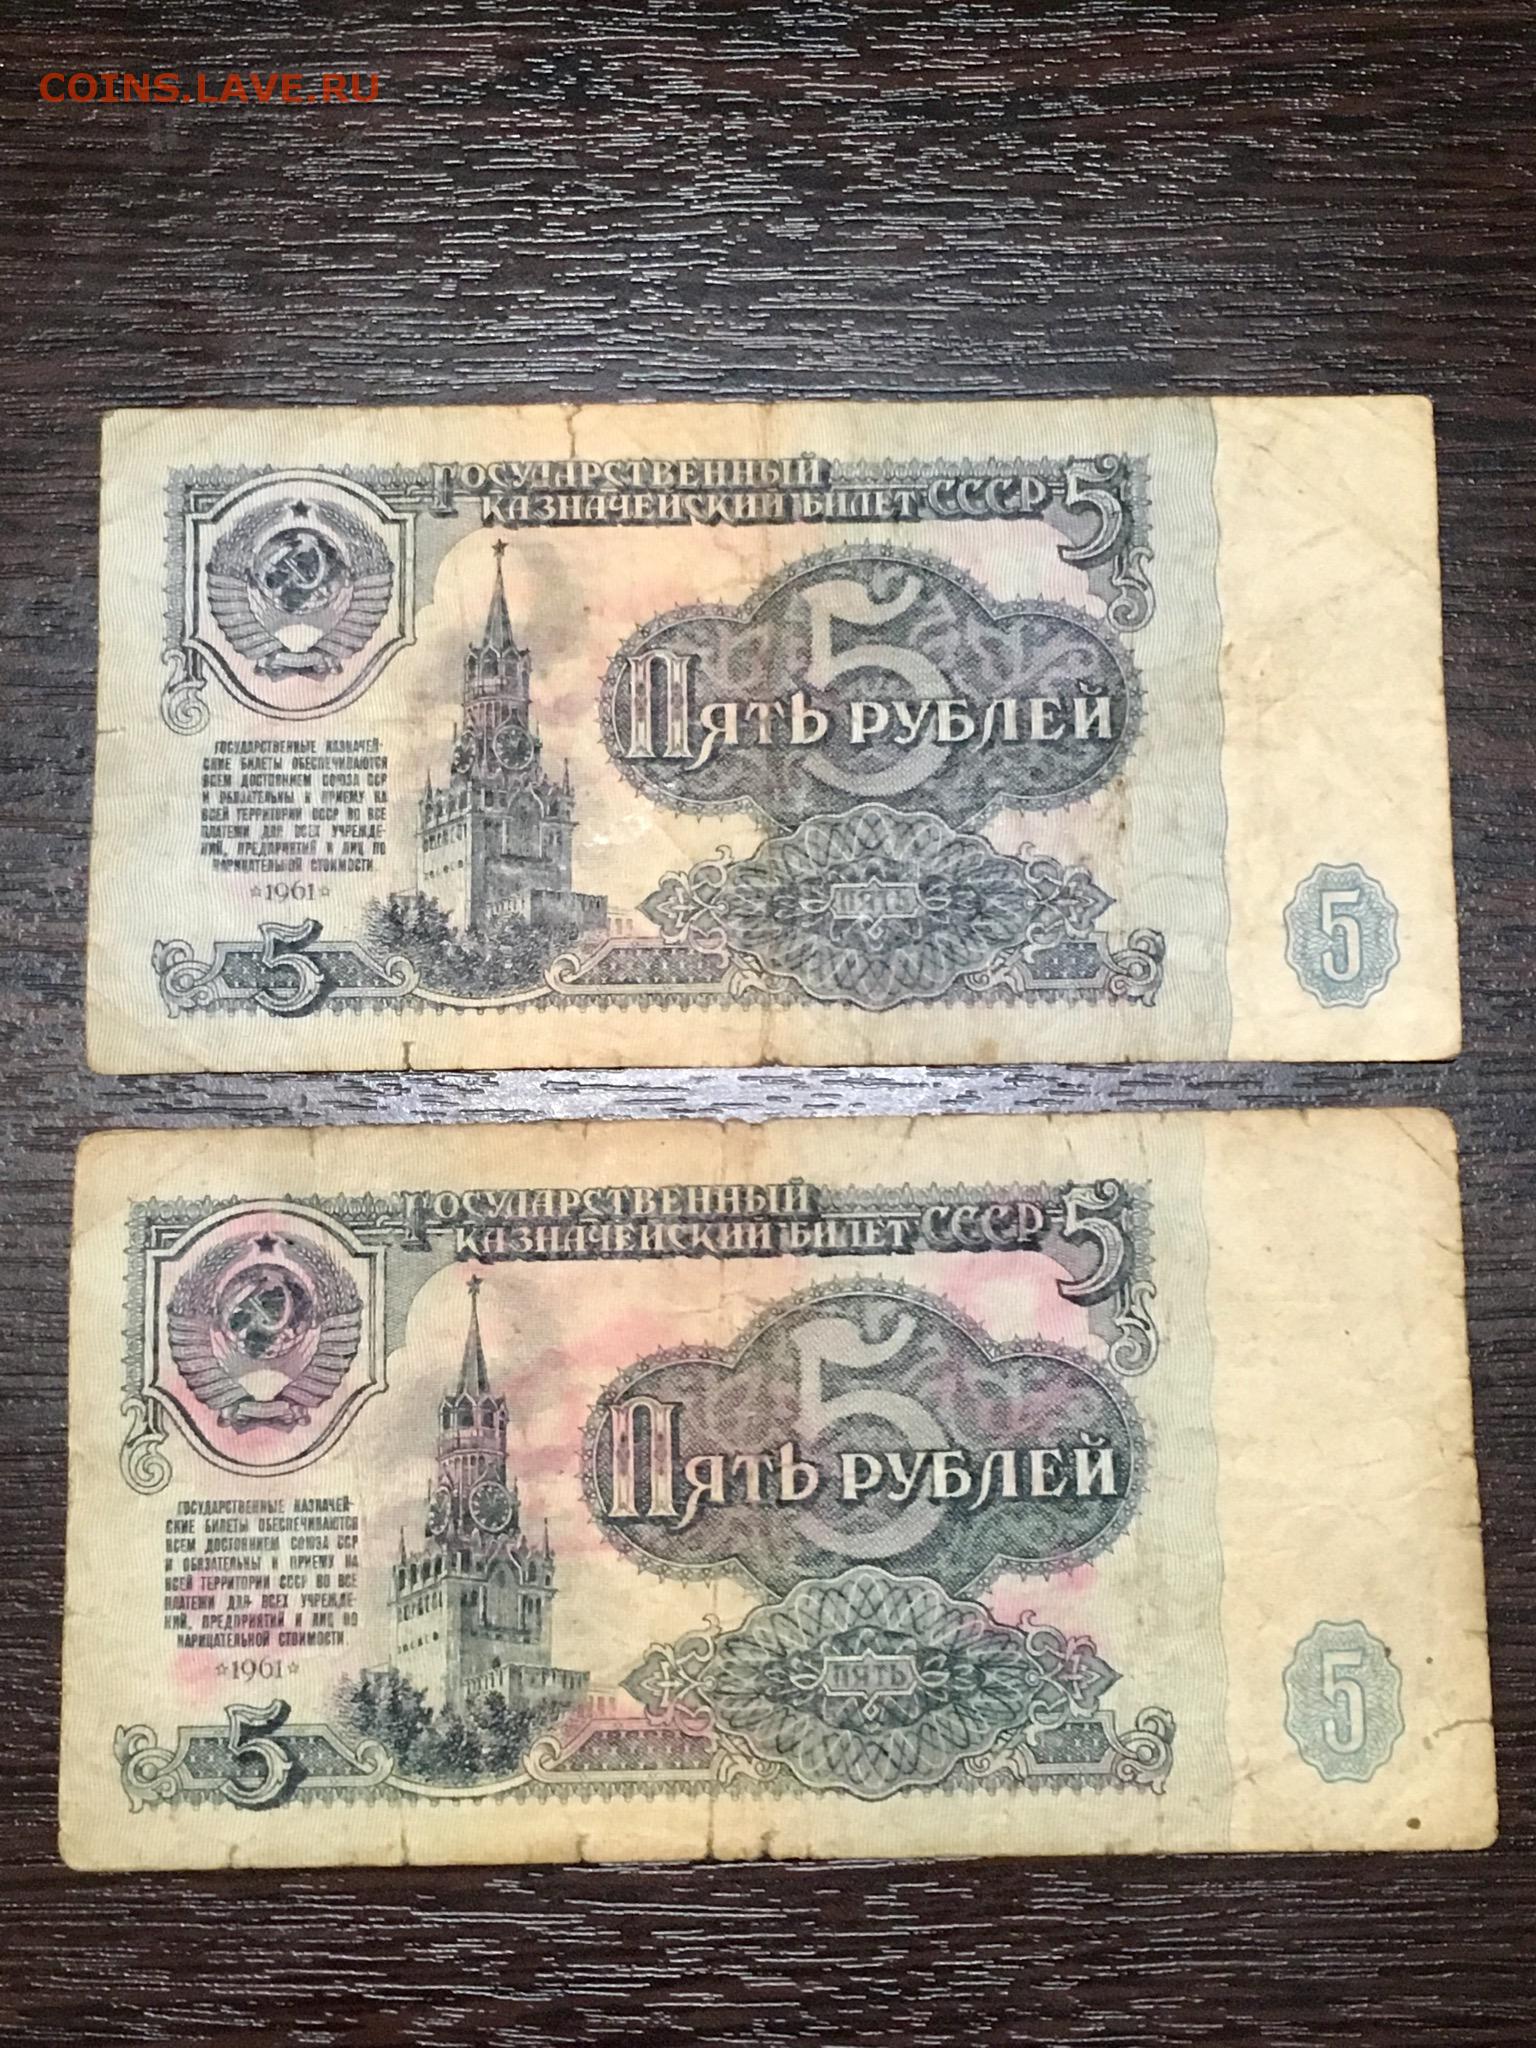 COINS.LAVE.RU
ГОСУДАРСТВЕННЫЙ
КАЗНАЧЕЙСКИЙ БИЛЕТ СССР 5
5
ПЯТЬ РУБЛЕЙ
ГОСУДАРСТВЕННЫЕ КАЗНАЧЕЙ-
СКИЕ БИЛЕТЫ ОБЕСПЕЧИВАЮТСЯ
ВСЕМ ДОСТОЯНИЕМ СОЮЗА ССР
И ОБЯЗАТЕЛЬНЫ К ПРИЕМУ НА
ВСЕЙ ТЕРРИТОРИИ СССР ВО ВСЕ
ПЛАТЕЖИ ДЛЯ ВСЕХ УЧРЕЖДЕ-
НИЙ, ПРЕДПРИЯТИЙ И ЛИЦ ПО
НАРИЦАТЕЛЬНОЙ СТОИМОСТИ.
☆1961☆
ПЯТЬ
5
5
ГОСУДАРСТВЕННЫЙ
КАЗНАЧЕЙСКИЙ БИЛЕТ СССР 5
5
ПЯТЬ РУБЛЕЙ
ГОСУДАРСТВЕННЫЕ КАЗНАЧЕЙ-
СКИЕ БИЛЕТЫ ОБЕСПЕЧИВАЮТСЯ
ВСЕМ ДОСТОЯНИЕМ СОЮЗА ССР
И ОБЯЗАТЕЛЬНЫ К ПРИЕМУ НА
ВСЕЙ ТЕРРИТОРИИ СССР ВО ВСЕ
ПЛАТЕЖИ ДЛЯ ВСЕХ УЧРЕЖДЕ-
НИЙ, ПРЕДПРИЯТИЙ И ЛИЦ ПО
НАРИЦАТЕЛЬНОЙ СТОИМОСТИ.
☆1961☆
ПЯТЬ
5
5